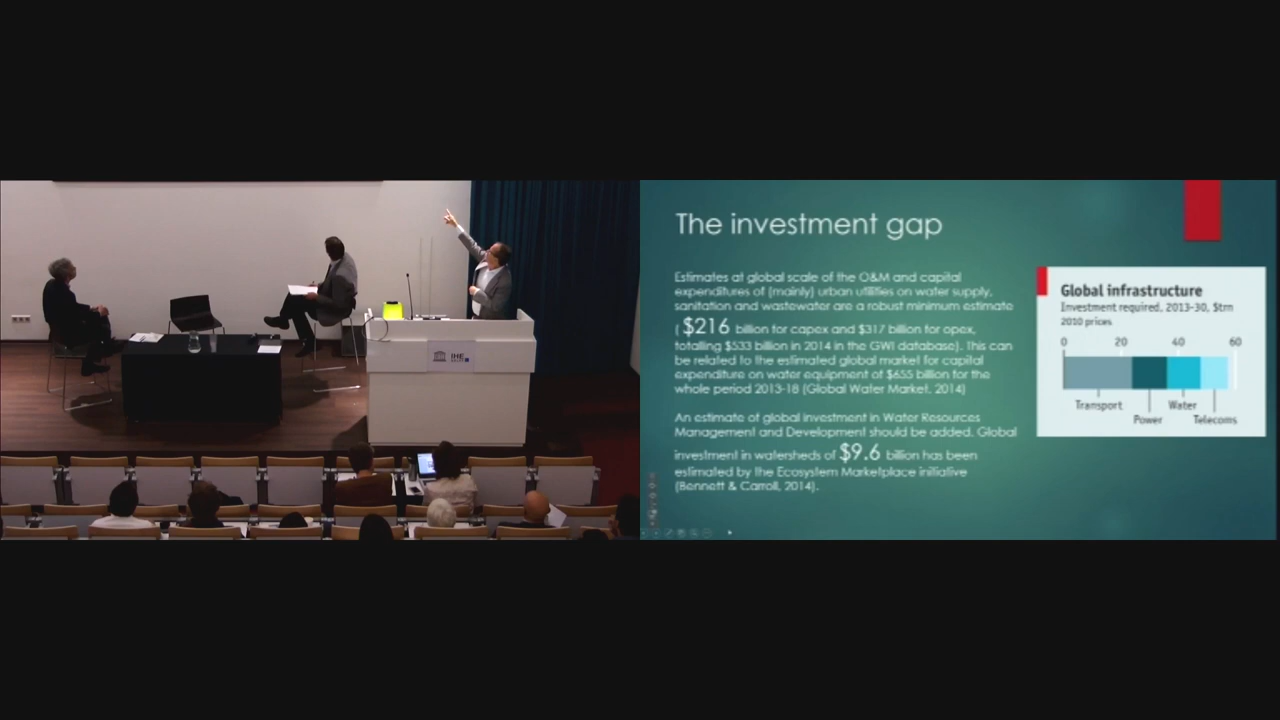 IHE
The investment gap
Estimates at global scale of the O&M and capital
expenditures of (mainly) urban utilities on water supply,
sanitation and wastewater are a robust minimum estimate
( $216 billion for capex and $317 billion for opex,
totalling $533 billion in 2014 in the GWI database). This can
be related to the estimated global market for capital
expenditure on water equipment of $655 billion for the
whole period 2013-18 (Global Water Market, 2014)
An estimate of global investment in Water Resources
Management and Development should be added. Global
investment in watersheds of $9.6 billion has been
estimated by the Ecosystem Marketplace initiative
(Bennett & Carroll, 2014).
Global infrastructure
Investment required, 2013-30, $trn
2010 prices
0 20 40 60
Transport Water
Power Telecoms